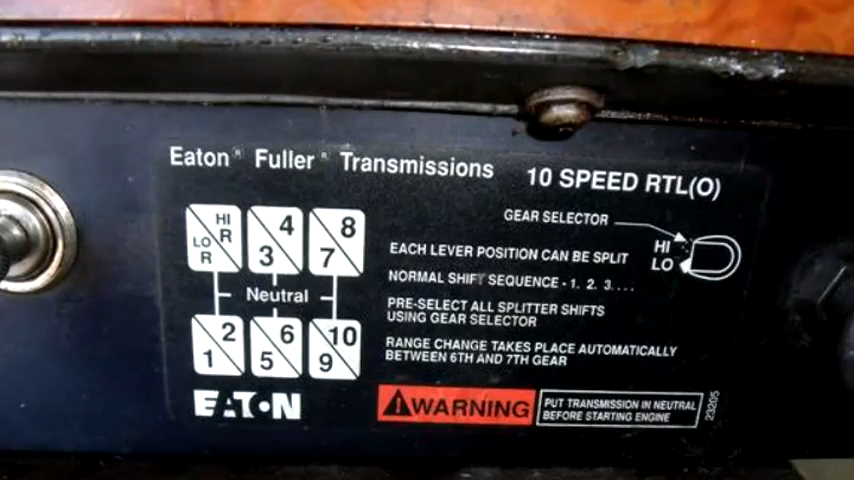 Eaton® Fuller® Transmissions 10 SPEED RTL(O)
GEAR SELECTOR
HI
LO
HI R
LO R
4
3
8
7
Neutral
2
1
6
5
10
9
EACH LEVER POSITION CAN BE SPLIT
NORMAL SHIFT SEQUENCE - 1. 2. 3....
PRE-SELECT ALL SPLITTER SHIFTS
USING GEAR SELECTOR
RANGE CHANGE TAKES PLACE AUTOMATICALLY
BETWEEN 6TH AND 7TH GEAR
EATON
WARNING
PUT TRANSMISSION IN NEUTRAL
BEFORE STARTING ENGINE
23205